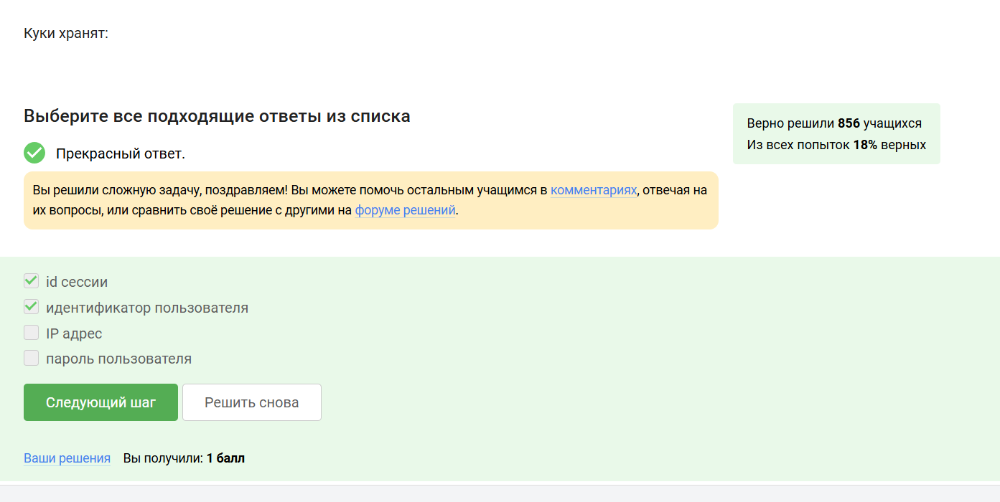 Куки хранят:
Выберите все подходящие ответы из списка
Верно решили 856 учащихся
Из всех попыток 18% верных
Прекрасный ответ.
Вы решили сложную задачу, поздравляем! Вы можете помочь остальным учащимся в комментариях, отвечая на
их вопросы, или сравнить своё решение с другими на форуме решений.
id сессии
идентификатор пользователя
IP адрес
пароль пользователя
Следующий шаг
Решить снова
Ваши решения Вы получили: 1 балл